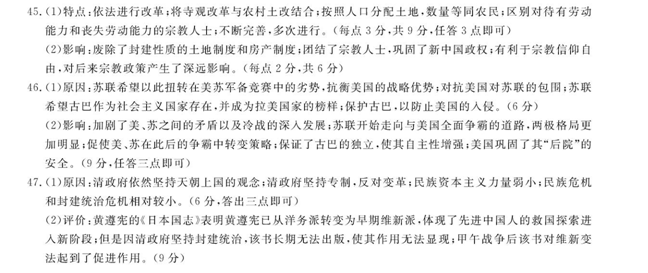 45.(1)特点:依法进行改革;将寺观改革与农村土改结合;按照人口分配土地,数量等同农民;区别对待有劳动
能力和丧失劳动能力的宗教人士;不断完善,多次进行。(每点 3 分,共 9 分,任答 3 点即可)
(2)影响:废除了封建性质的土地制度和房产制度;团结了宗教人士,巩固了新中国政权;有利于宗教信仰自
由,对后来宗教政策产生了深远影响。(每点 2 分,共 6 分)
46.(1)原因:苏联希望以此扭转在美苏军备竞赛中的劣势,抗衡美国的战略优势;对抗美国对苏联的包围;苏联
希望古巴作为社会主义国家存在,并成为拉美国家的榜样;保护古巴,以防止美国的入侵。(6 分)
(2)影响:加剧了美、苏之间的矛盾以及冷战的深入发展;苏联开始走向与美国全面争霸的道路,两极格局更
加明显;促使美、苏在此后的争霸中转变策略;保证了古巴的独立,使其自主性增强;美国巩固了其“后院”的
安全。(9 分,任答三点即可)
47.(1)原因:清政府依然坚持天朝上国的观念;清政府坚持专制,反对变革;民族资本主义力量弱小;民族危机
和封建统治危机相对较小。(6 分,答出三点即可)
(2)评价:黄遵宪的《日本国志》表明黄遵宪已从洋务派转变为早期维新派,体现了先进中国人的救国探索进
入新阶段;但是因清政府坚持封建统治,该书长期无法出版,使其作用无法显现;甲午战争后该书对维新变
法起到了促进作用。(9 分)